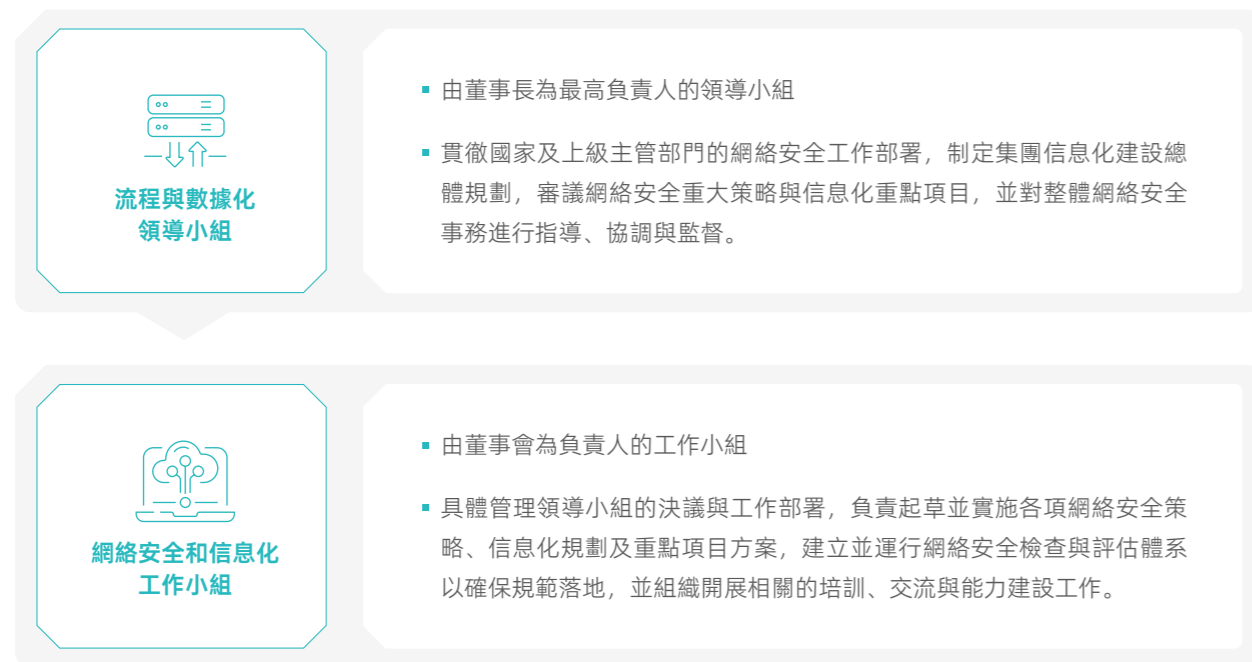 流程與數據化
領導小組
▪ 由董事長為最高負責人的領導小組
▪ 貫徹國家及上級主管部門的網絡安全工作部署，制定集團信息化建設總
體規劃，審議網絡安全重大策略與信息化重點項目，並對整體網絡安全
事務進行指導、協調與監督。
網絡安全和信息化
工作小組
▪ 由董事會為負責人的工作小組
▪ 具體管理領導小組的決議與工作部署，負責起草並實施各項網絡安全策
略、信息化規劃及重點項目方案，建立並運行網絡安全檢查與評估體系
以確保規範落地，並組織開展相關的培訓、交流與能力建設工作。